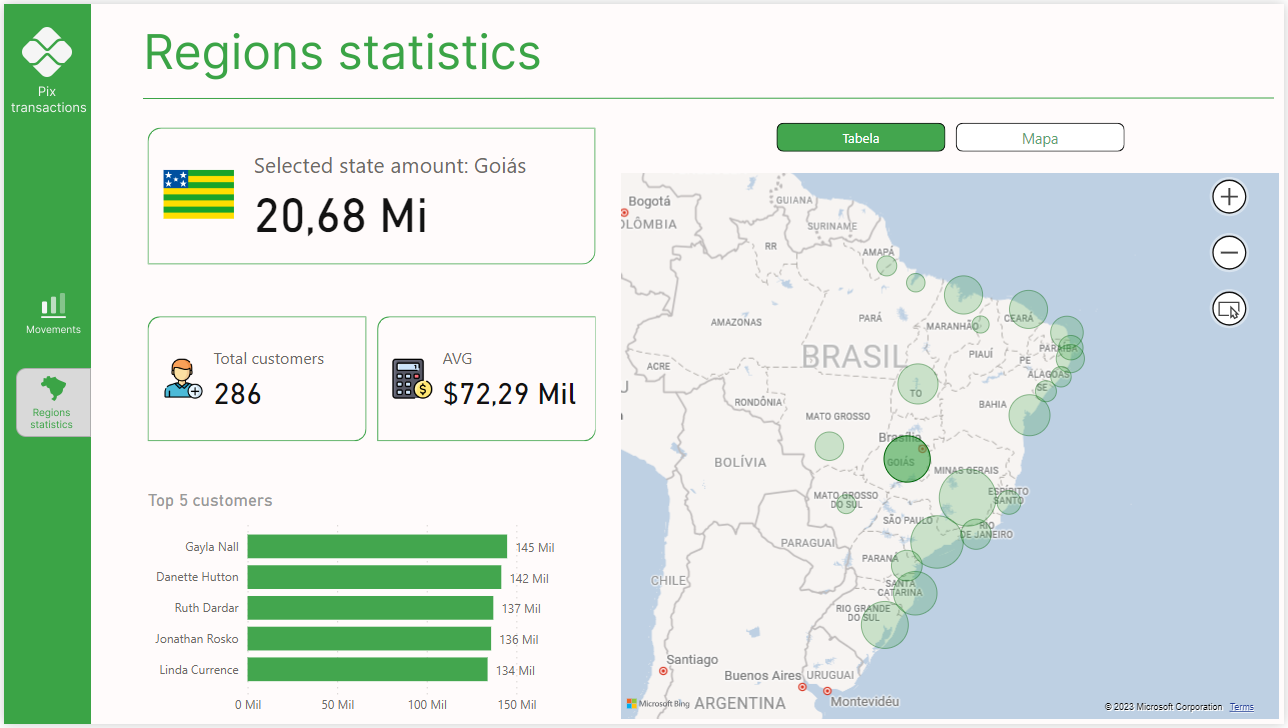 Pix
transactions
Movements
Regions
statistics
Regions statistics
Selected state amount: Goiás
20,68 Mi
Total customers
286
AVG
$72,29 Mil
Top 5 customers
Gayla Nall
145 Mil
Danette Hutton
142 Mil
Ruth Dardar
137 Mil
Jonathan Rosko
136 Mil
Linda Currence
134 Mil
0 Mil
50 Mil
100 Mil
150 Mil
Tabela
Mapa
Bogotá
OLÔMBIA
GUIANA
SURINAME
RR
AMAPÁ
AMAZONAS
PARÁ
MARANHÃO
CEARÁ
PARAÍBA
PIAUÍ
PE
ACRE
BRASIL
ALAGOAS
SE
TO
RONDÔNIA
MATO GROSSO
BAHIA
Brasília
GOIÁS
BOLÍVIA
MINAS GERAIS
MATO GROSSO
DO SUL
ESPÍRITO
SANTO
SÃO PAULO
RIO
DE JANEIRO
PARAGUAI
PARANÁ
CHILE
SANTA
CATARINA
RIO GRANDE
DO SUL
Santiago
Buenos Aires
URUGUAI
ARGENTINA
Montevidéu
Microsoft Bing
© 2023 Microsoft Corporation
Terms